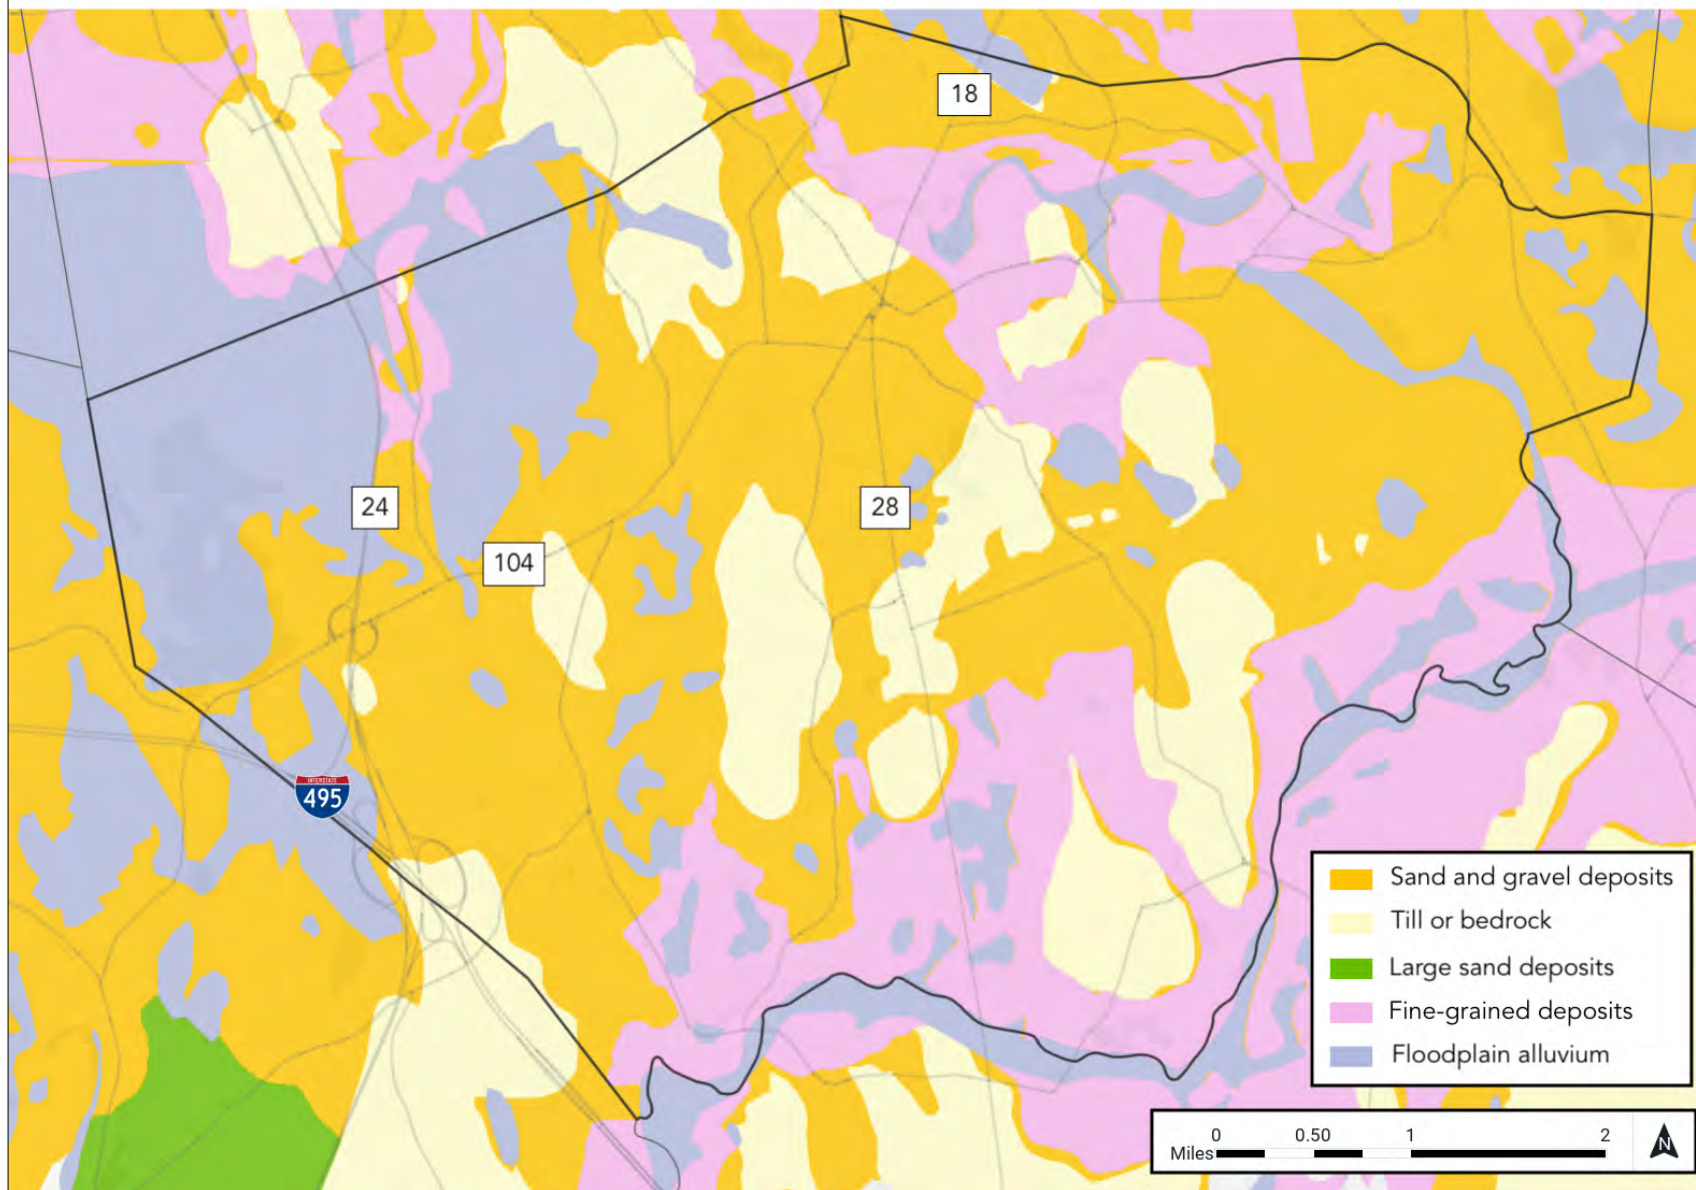 18
24
28
104
INTERSTATE
495
Sand and gravel deposits
Till or bedrock
Large sand deposits
Fine-grained deposits
Floodplain alluvium
0 0.50 1 2
Miles
N